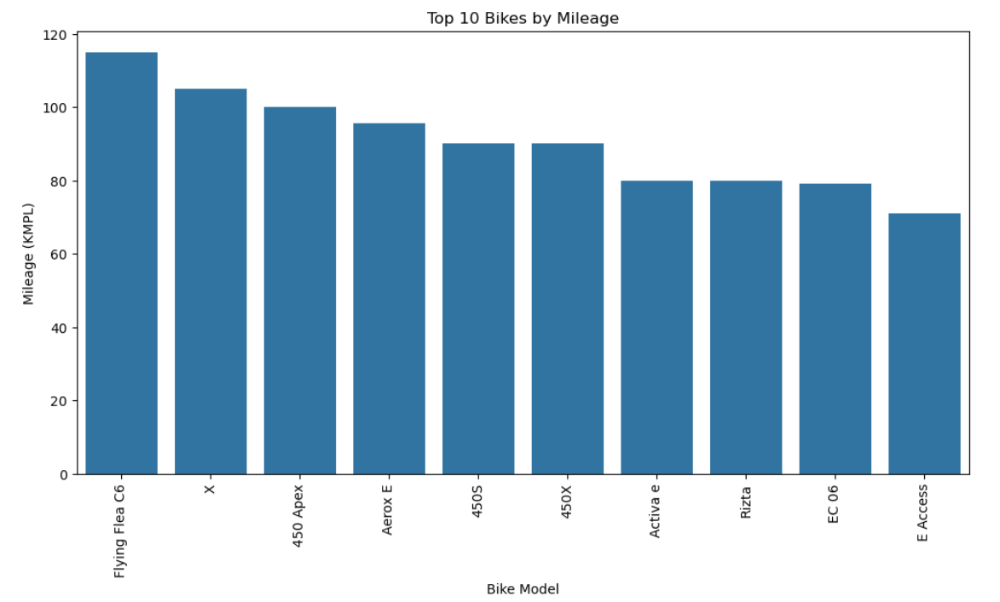 Top 10 Bikes by Mileage
120
100
80
60
40
20
0
Mileage (KMPL)
Flying Flea C6
X
450 Apex
Aerox E
450S
450X
Activa e
Rizta
EC 06
E Access
Bike Model